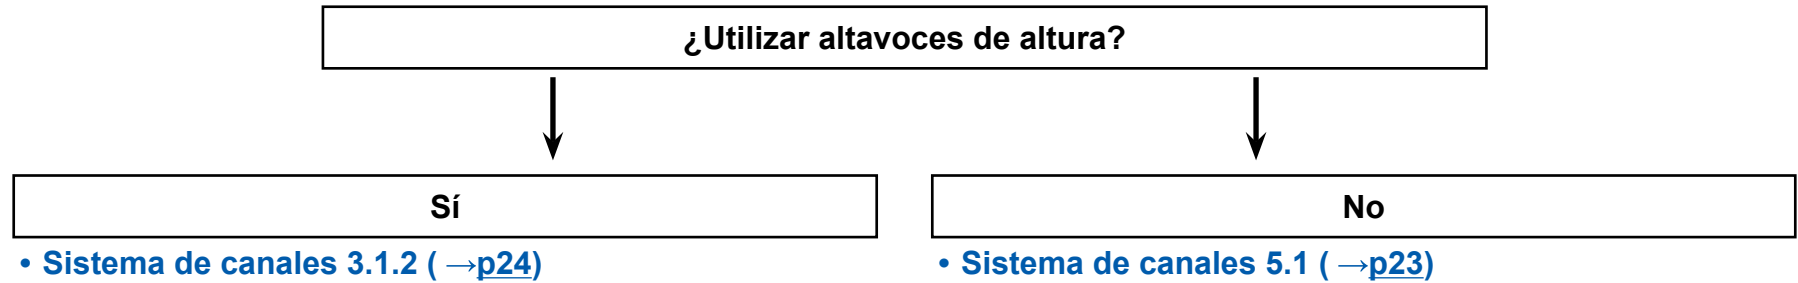 ¿Utilizar altavoces de altura?
Sí
No
• Sistema de canales 3.1.2 ( →p24)
• Sistema de canales 5.1 ( →p23)